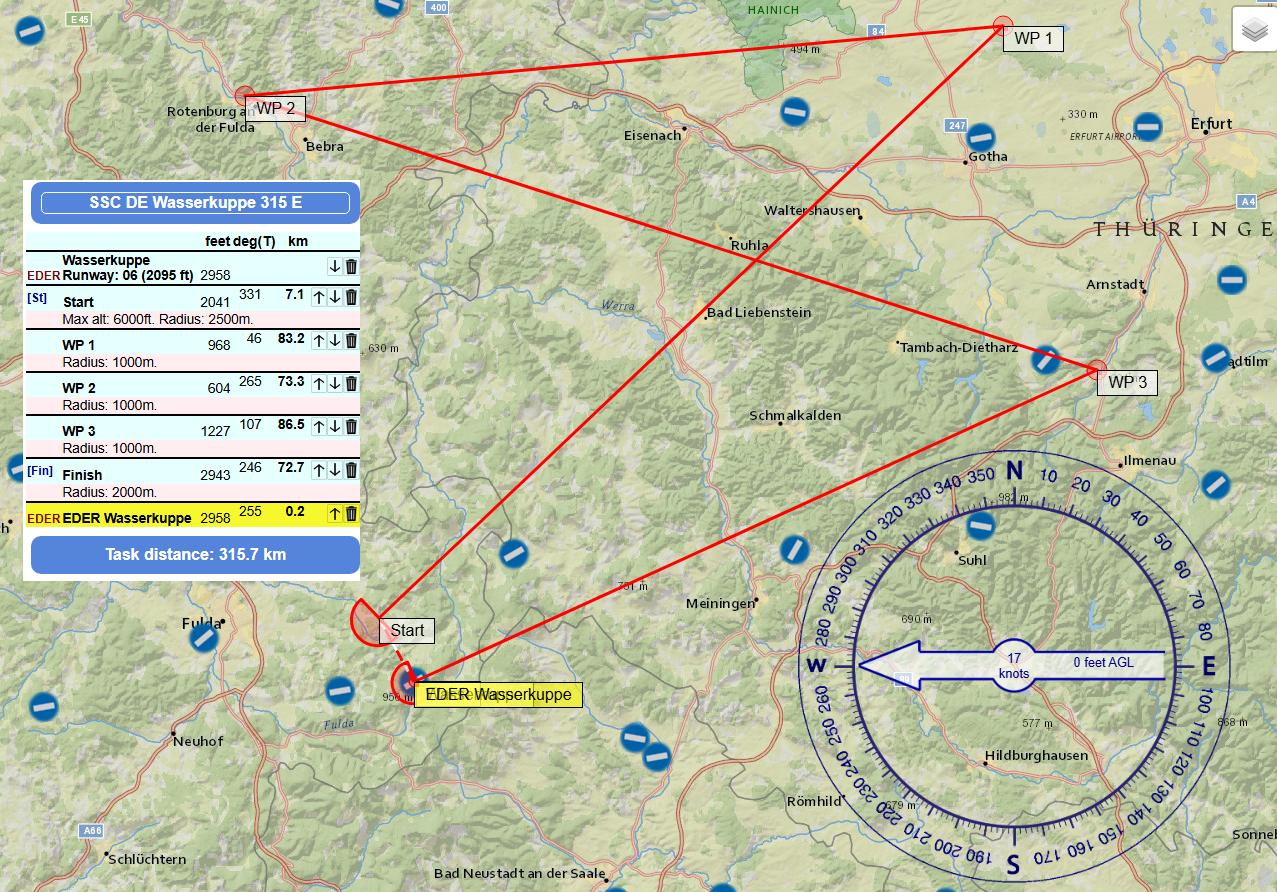 E 45
400
HAINICH
84
494 m
WP 1
WP 2
Rotenburg an
der Fulda
Bebra
Eisenach
247
330 m
ERFURT AIRPORT
Erfurt
Gotha
A4
SSC DE Wasserkuppe 315 E
feet deg(T) km
Wasserkuppe
EDER Runway: 06 (2095 ft) 2958
[St] Start 2041 331 7.1
Max alt: 6000ft. Radius: 2500m.
WP 1 968 46 83.2
Radius: 1000m.
WP 2 604 265 73.3
Radius: 1000m.
WP 3 1227 107 86.5
Radius: 1000m.
[Fin] Finish 2943 246 72.7
Radius: 2000m.
EDER EDER Wasserkuppe 2958 255 0.2
Task distance: 315.7 km
Waltershausen
THÜRINGE
Ruhla
Arnstadt
Werra
Bad Liebenstein
630 m
Tambach-Dietharz
adtilm
WP 3
Schmalkalden
Ilmenau
h
982 m
Suhl
751 m
Meiningen
690 m
Fulda
Start
EDER Wasserkuppe
950 m
Fulda
Neuhof
N
10
20
30
40
50
60
70
80
E
100
110
120
130
140
150
160
170
S
190
200
210
220
230
240
250
260
W
280
290
300
310
320
330
340
350
17
knots
0 feet AGL
577 m
868 m
Hildburghausen
Römhild
679 m
A66
Schlüchtern
Bad Neustadt an der Saale
Sonneb